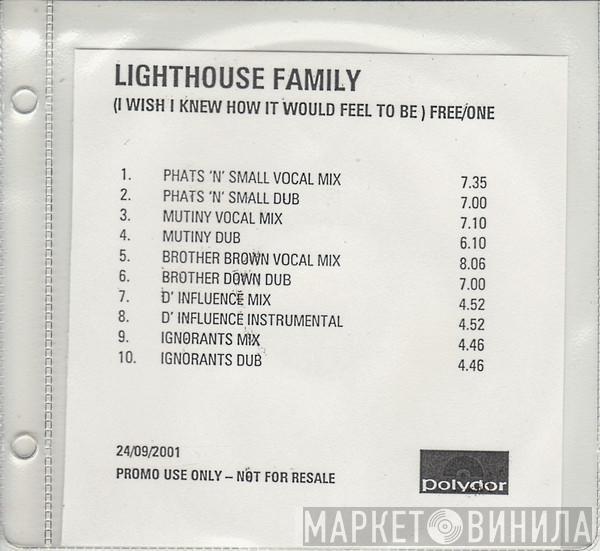 LIGHTHOUSE FAMILY
(I WISH I KNEW HOW IT WOULD FEEL TO BE ) FREE/ONE
1. PHATS 'N' SMALL VOCAL MIX 7.35
2. PHATS 'N' SMALL DUB 7.00
3. MUTINY VOCAL MIX 7.10
4. MUTINY DUB 6.10
5. BROTHER BROWN VOCAL MIX 8.06
6. BROTHER DOWN DUB 7.00
7. D' INFLUENCE MIX 4.52
8. D' INFLUENCE INSTRUMENTAL 4.52
9. IGNORANTS MIX 4.46
10. IGNORANTS DUB 4.46
24/09/2001
PROMO USE ONLY – NOT FOR RESALE
polydor
МАРКЕТ ВИНИЛА